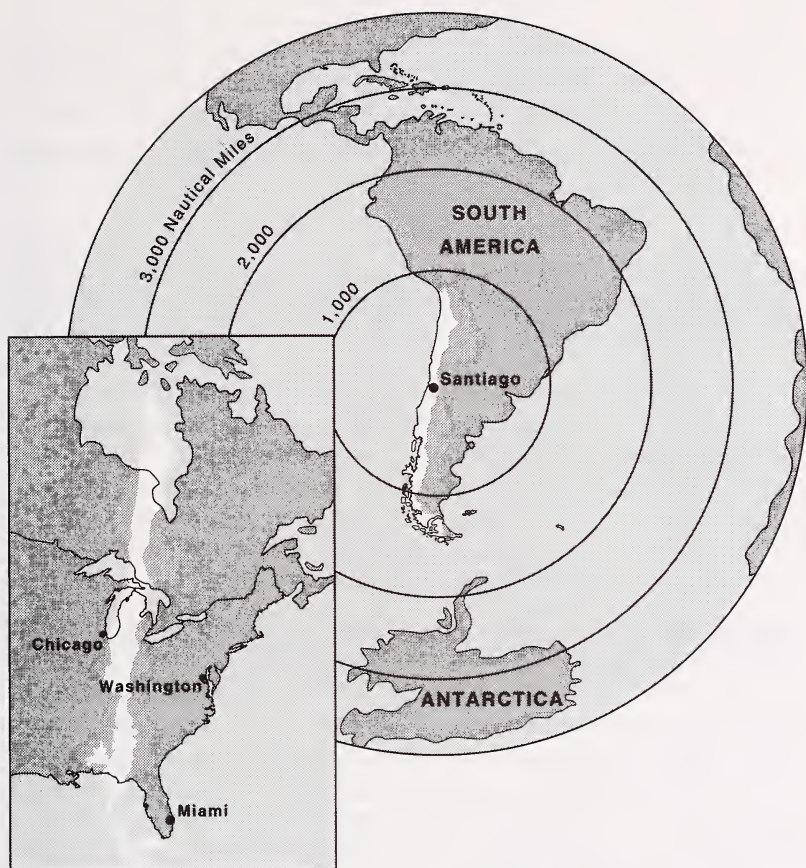 3,000 Nautical Miles
2,000
1,000
SOUTH
AMERICA
Santiago
ANTARCTICA
Chicago
Washington
Miami